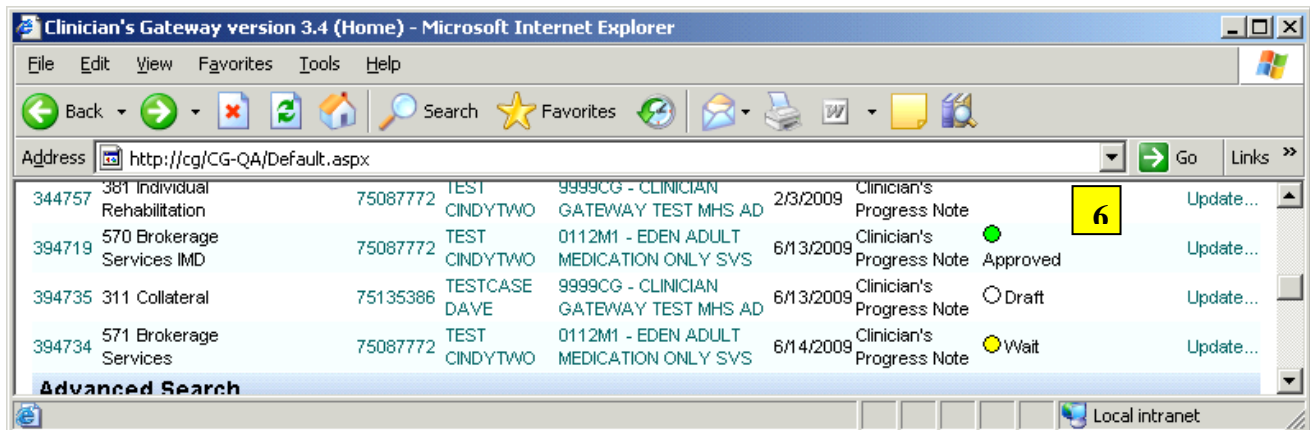 Clinician's Gateway version 3.4 (Home) - Microsoft Internet Explorer
File Edit View Favorites Tools Help
Back Search Favorites
Address http://cg/CG-QA/Default.aspx Go Links »
344757 381 Individual Rehabilitation 75087772 TEST CINDYTWO 9999CG - CLINICIAN GATEWAY TEST MHS AD 2/3/2009 Clinician's Progress Note 6 Update...
394719 570 Brokerage Services IMD 75087772 TEST CINDYTWO 0112M1 - EDEN ADULT MEDICATION ONLY SVS 6/13/2009 Clinician's Progress Note Approved Update...
394735 311 Collateral 75135386 TESTCASE DAVE 9999CG - CLINICIAN GATEWAY TEST MHS AD 6/13/2009 Clinician's Progress Note Draft Update...
394734 571 Brokerage Services 75087772 TEST CINDYTWO 0112M1 - EDEN ADULT MEDICATION ONLY SVS 6/14/2009 Clinician's Progress Note Wait Update...
Advanced Search
Local intranet